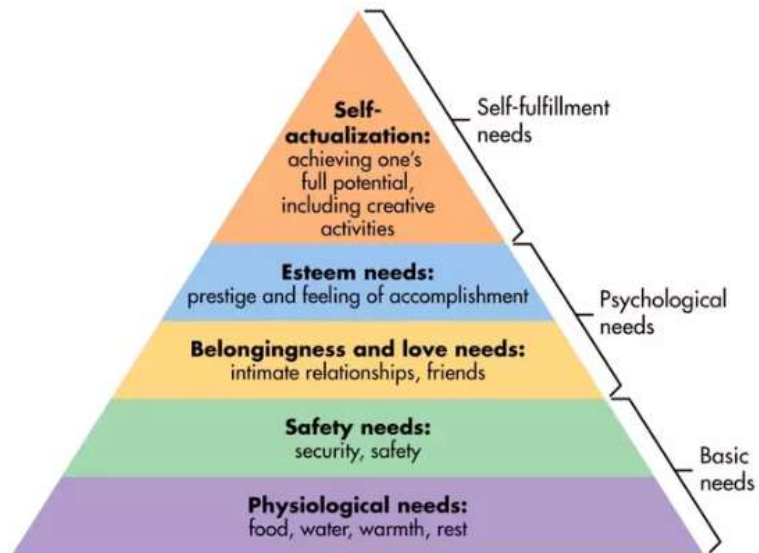 Self-
actualization:
achieving one's
full potential,
including creative
activities
Self-fulfillment
needs
Esteem needs:
prestige and feeling of accomplishment
Belongingness and love needs:
intimate relationships, friends
Psychological
needs
Safety needs:
security, safety
Physiological needs:
food, water, warmth, rest
Basic
needs